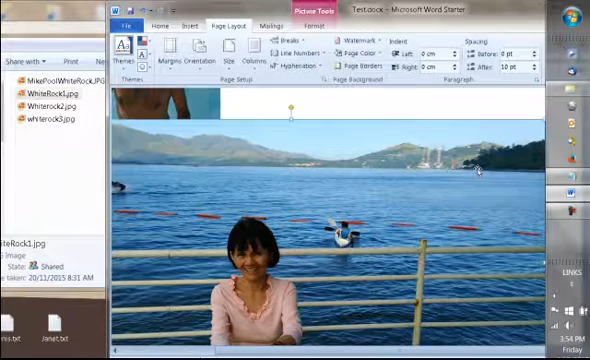 Test.docx - Microsoft Word Starter
Picture Tools
File
Home
Insert
Page Layout
Mailings
Format
Themes
Margins
Orientation
Size
Columns
Breaks
Line Numbers
Hyphenation
Page Setup
Watermark
Page Color
Page Borders
Page Background
Indent
Left: 0 cm
Right: 0 cm
Spacing
Before: 0 pt
After: 10 pt
Paragraph
Themes
Share with
Print
MikePoolWhiteRock.JPG
WhiteRock1.jpg
Whiterock2.jpg
whiterock3.jpg
iteRock1.jpg
State: Shared
taken: 20/11/2015 8:31 AM
nis.txt
Janet.txt
LINKS
3:54 PM
Friday